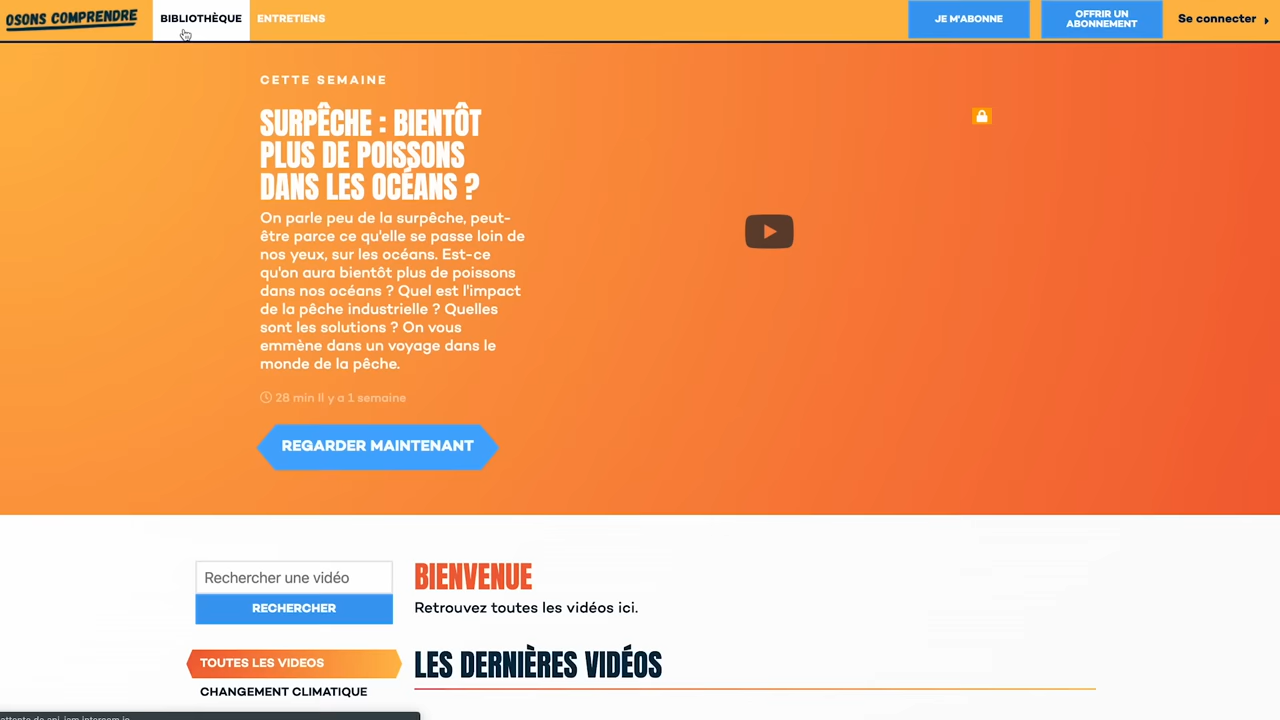 OSONS COMPRENDRE
BIBLIOTHÈQUE
ENTRETIENS
JE M'ABONNE
OFFRIR UN
ABONNEMENT
Se connecter
CETTE SEMAINE
SURPÊCHE : BIENTÔT
PLUS DE POISSONS
DANS LES OCÉANS ?
On parle peu de la surpêche, peut-
être parce ce qu'elle se passe loin de
nos yeux, sur les océans. Est-ce
qu'on aura bientôt plus de poissons
dans nos océans ? Quel est l'impact
de la pêche industrielle ? Quelles
sont les solutions ? On vous
emmène dans un voyage dans le
monde de la pêche.
28 min Il y a 1 semaine
REGARDER MAINTENANT
Rechercher une vidéo
RECHERCHER
BIENVENUE
Retrouvez toutes les vidéos ici.
TOUTES LES VIDEOS
CHANGEMENT CLIMATIQUE
LES DERNIÈRES VIDÉOS